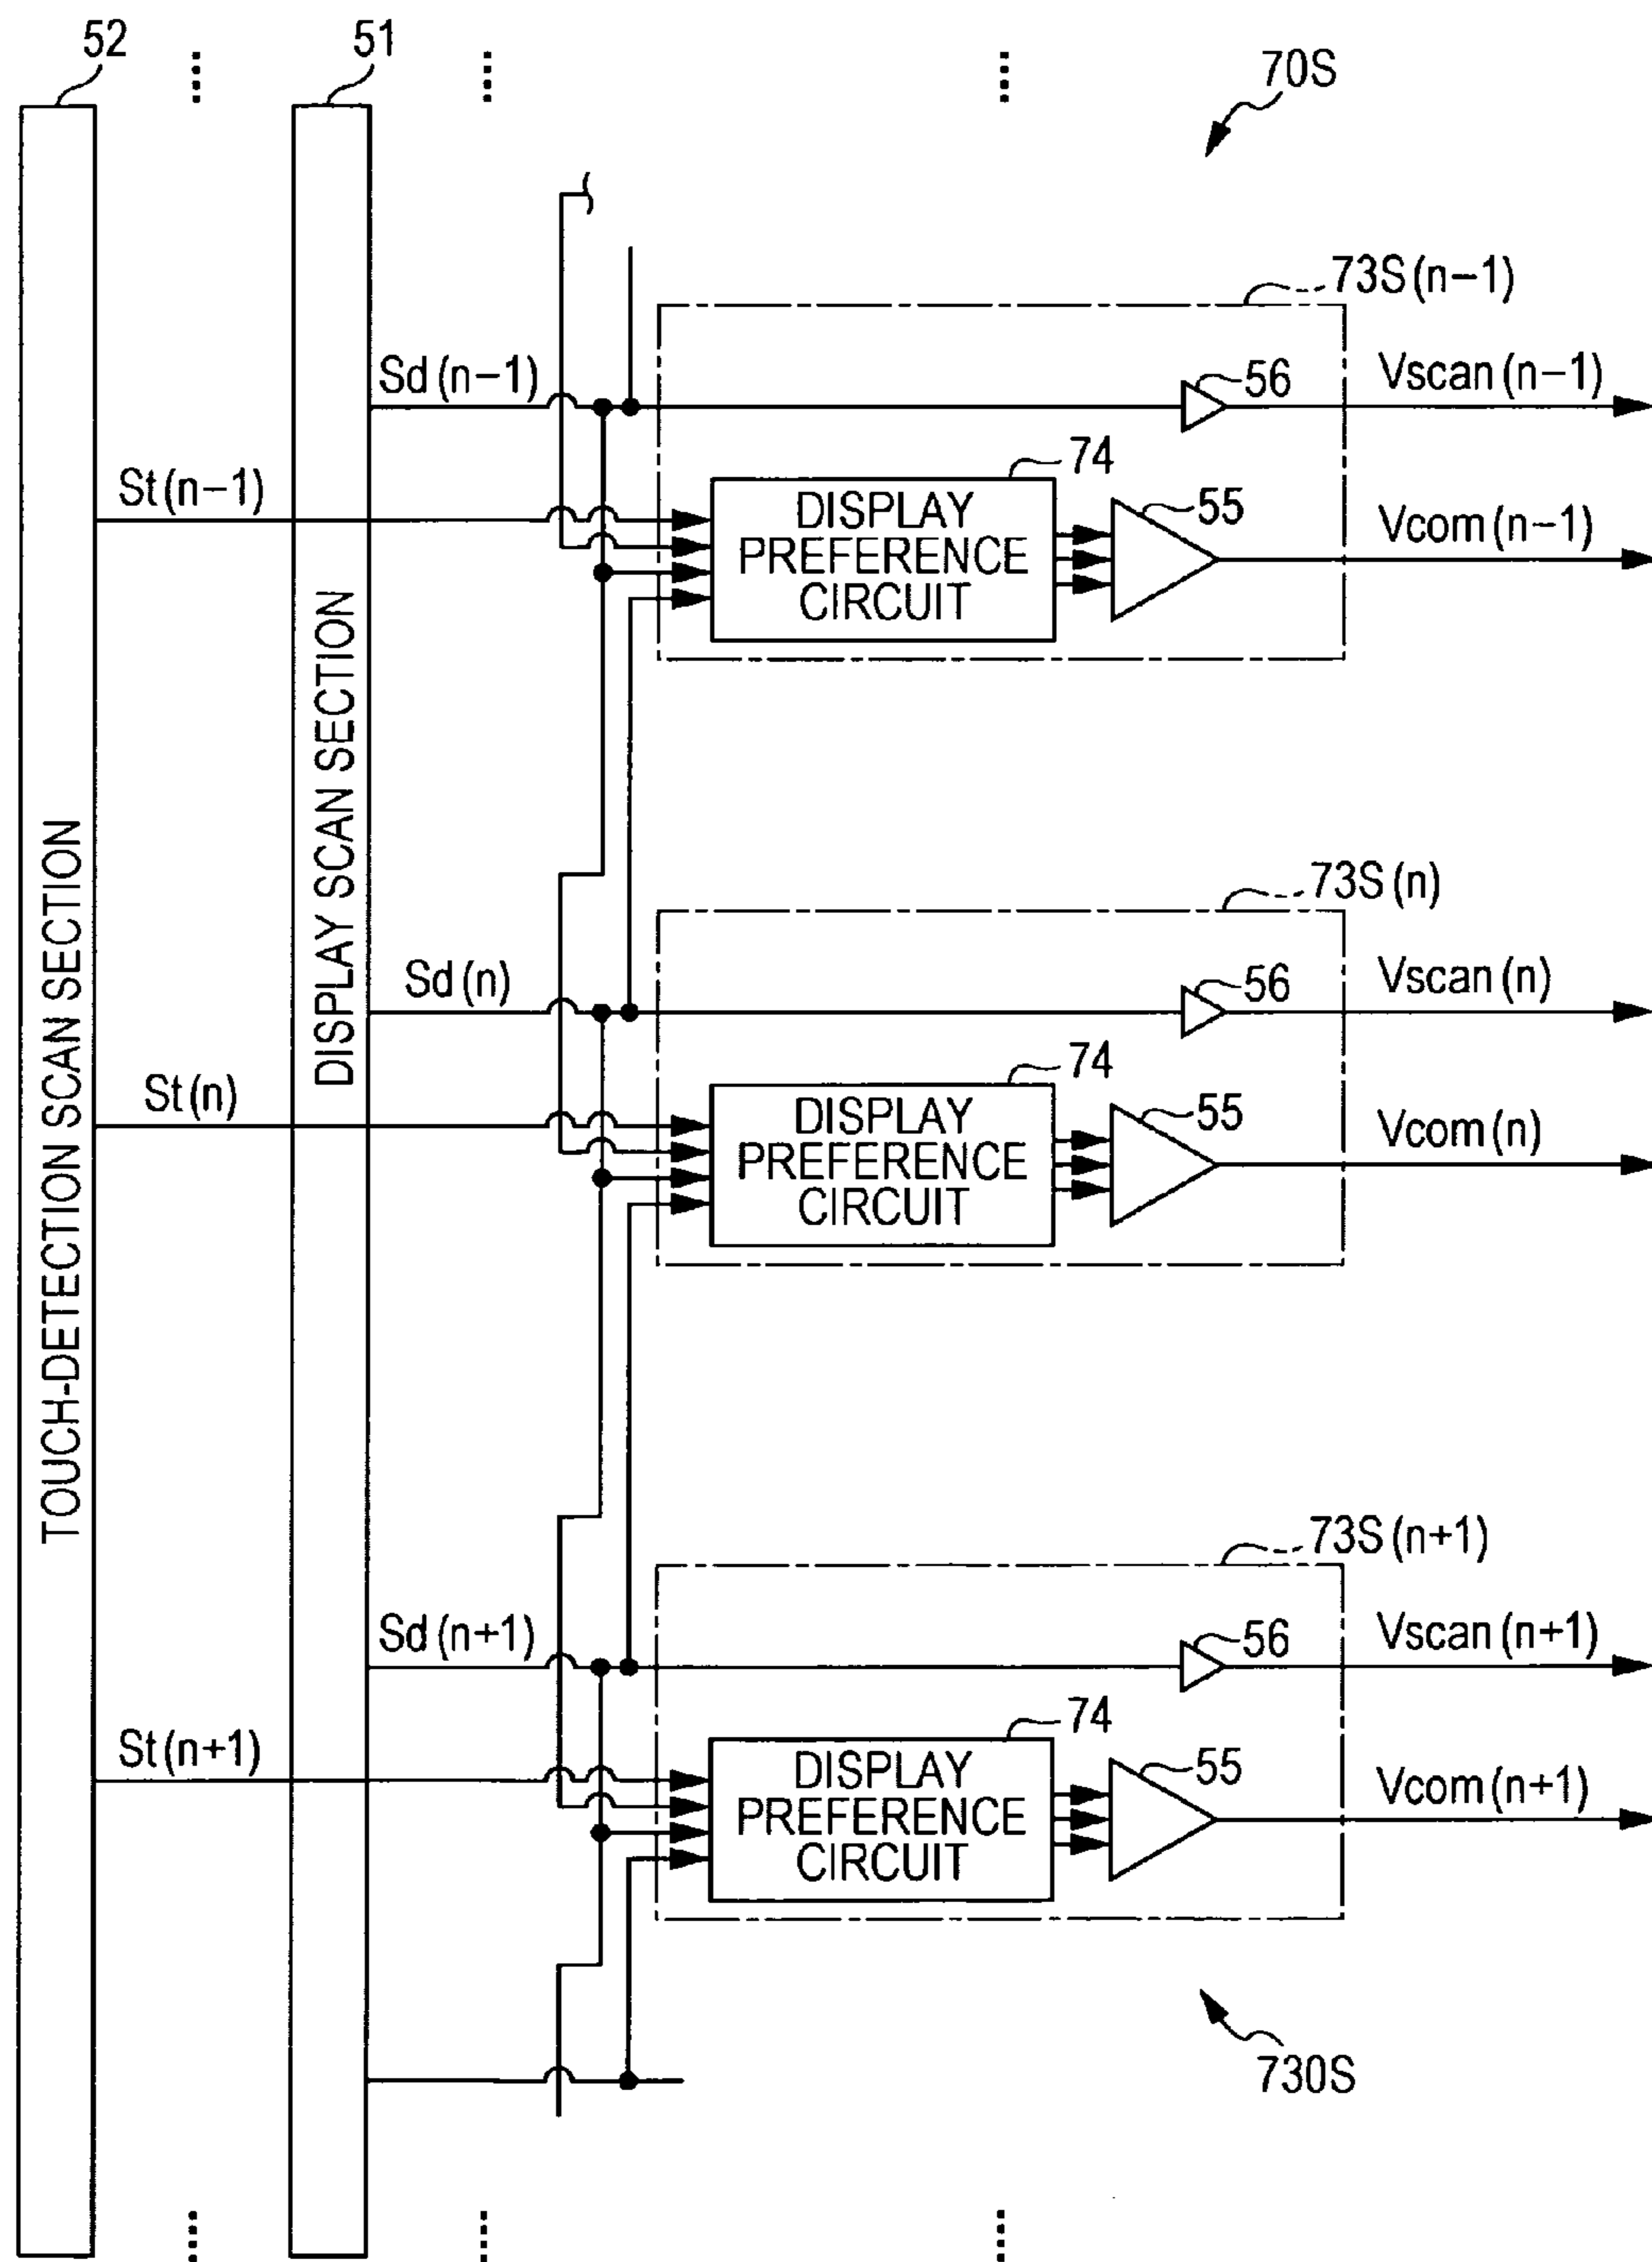 52
51
70S
73S(n−1)
Sd(n−1)
56
Vscan(n−1)
St(n−1)
74
DISPLAY
PREFERENCE
CIRCUIT
55
Vcom(n−1)
TOUCH-DETECTION SCAN SECTION
DISPLAY SCAN SECTION
73S(n)
Sd(n)
56
Vscan(n)
St(n)
74
DISPLAY
PREFERENCE
CIRCUIT
55
Vcom(n)
73S(n+1)
Sd(n+1)
56
Vscan(n+1)
St(n+1)
74
DISPLAY
PREFERENCE
CIRCUIT
55
Vcom(n+1)
730S